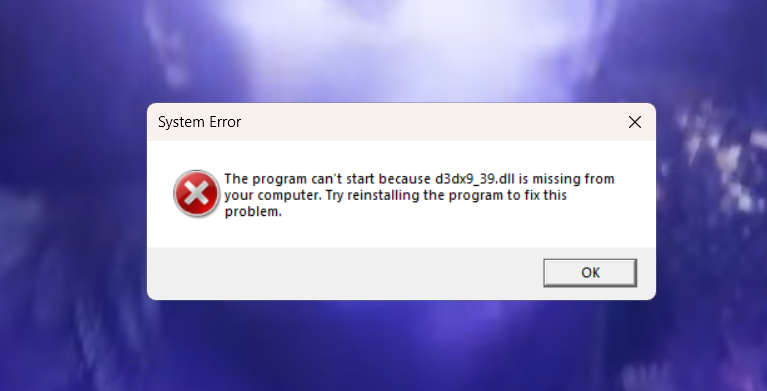 System Error
The program can't start because d3dx9_39.dll is missing from
your computer. Try reinstalling the program to fix this
problem.
OK